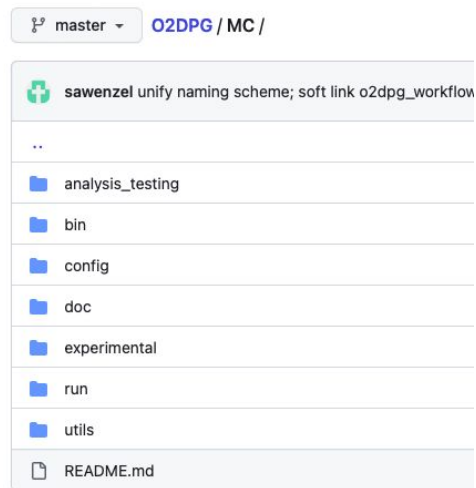 master O2DPG / MC /
sawenzel unify naming scheme; soft link o2dpg_workflow
..
analysis_testing
bin
config
doc
experimental
run
utils
README.md